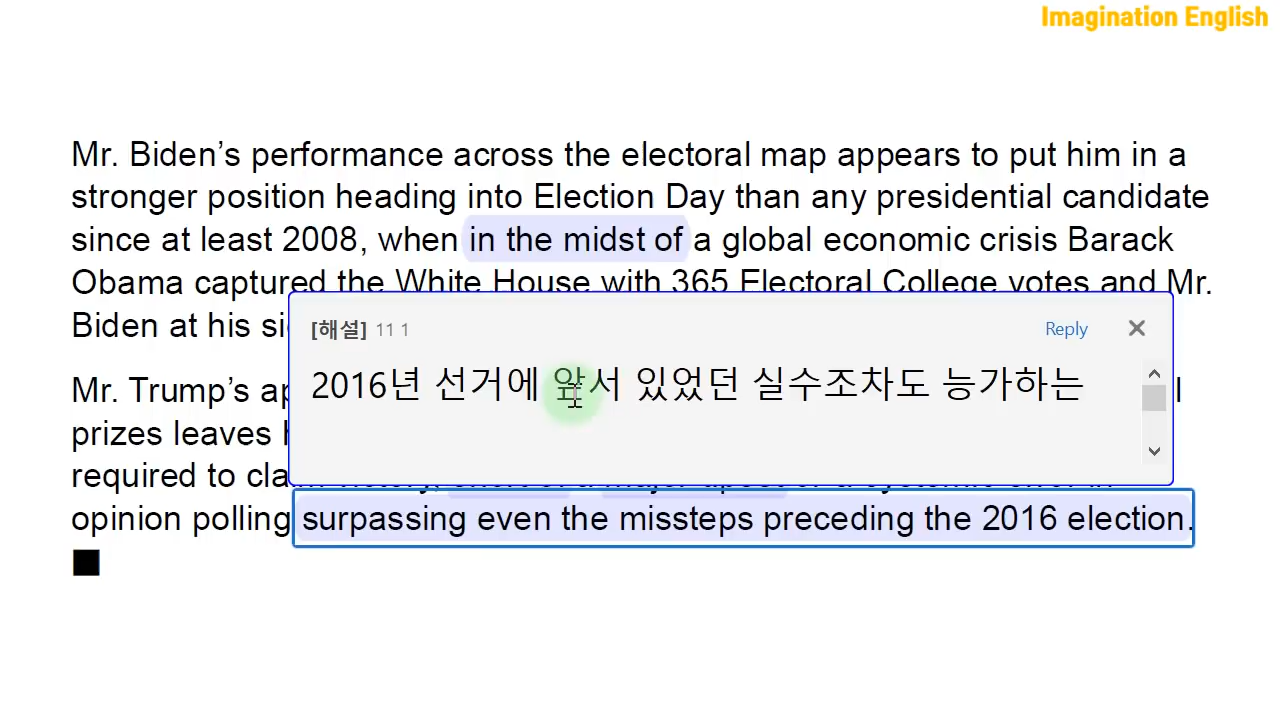 Imagination English
Mr. Biden’s performance across the electoral map appears to put him in a
stronger position heading into Election Day than any presidential candidate
since at least 2008, when in the midst of a global economic crisis Barack
Obama captured the White House with 365 Electoral College votes and Mr.
Biden at his
[해설] 11 1
Reply
2016년 선거에 앞서 있었던 실수조차도 능가하는
Mr. Trump’s
prizes leaves
required to
opinion polling surpassing even the missteps preceding the 2016 election.